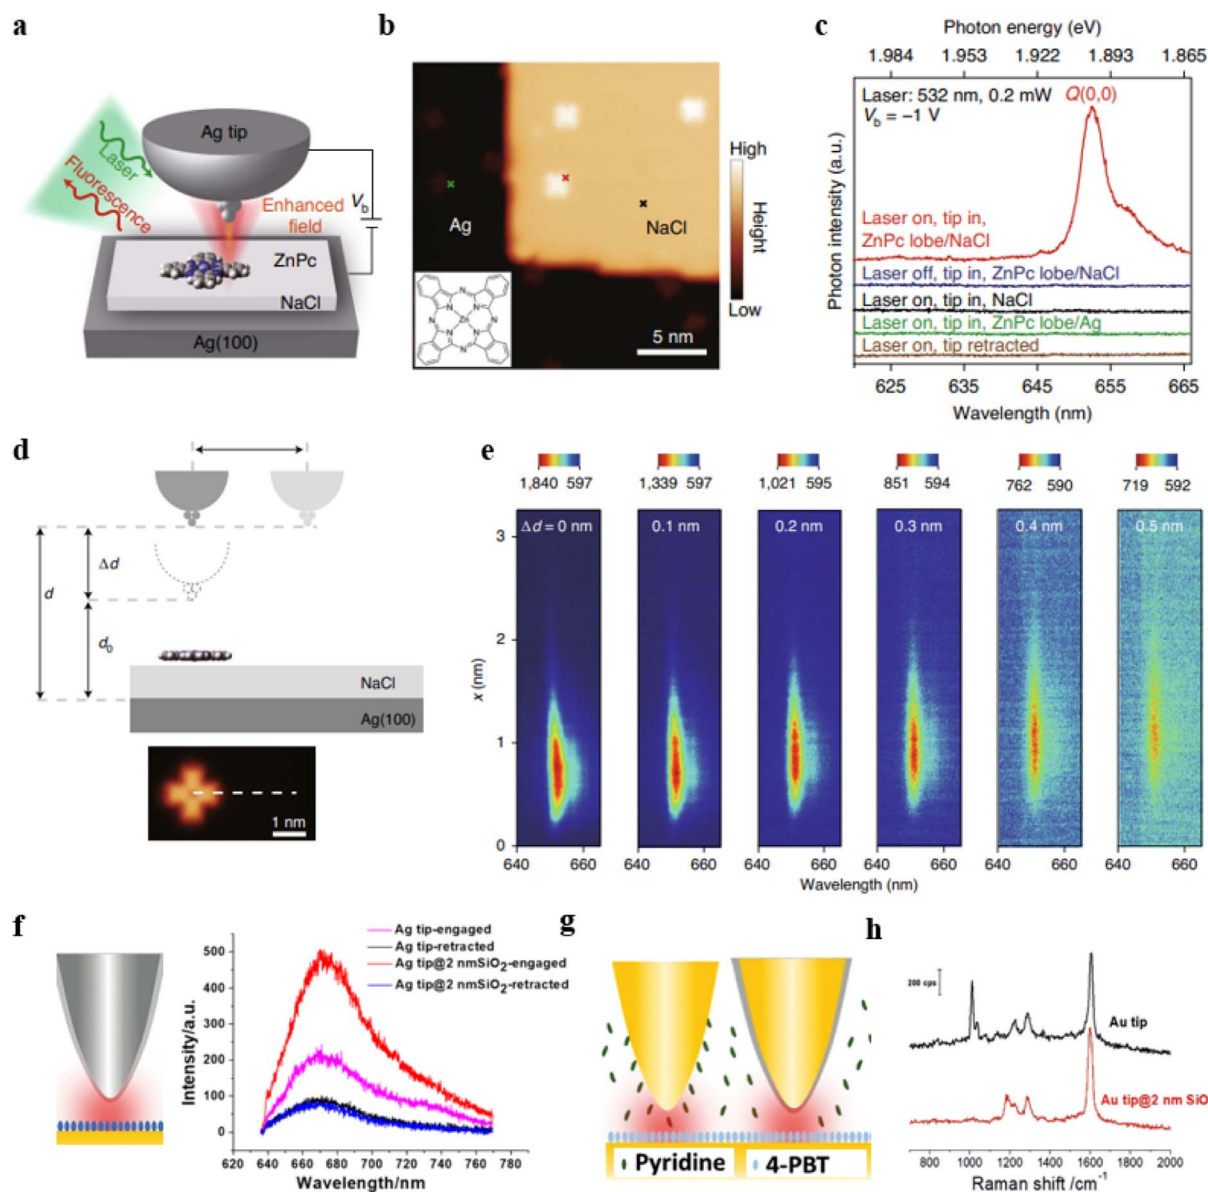 a
Ag tip
Laser
Fluorescence
Enhanced
field
V_b
ZnPc
NaCl
Ag(100)
b
Ag
NaCl
High
Height
Low
5 nm
N
N
N
N
Zn
N
N
N
N
c
Photon energy (eV)
1.984 1.953 1.922 1.893 1.865
Laser: 532 nm, 0.2 mW
V_b = –1 V
Q(0,0)
Laser on, tip in,
ZnPc lobe/NaCl
Laser off, tip in, ZnPc lobe/NaCl
Laser on, tip in, NaCl
Laser on, tip in, ZnPc lobe/Ag
Laser on, tip retracted
Photon intensity (a.u.)
625 635 645 655 665
Wavelength (nm)
d
Δd
d
d₀
NaCl
Ag(100)
1 nm
e
1,840 597
1,339 597
1,021 595
851 594
762 590
719 592
Δd = 0 nm
0.1 nm
0.2 nm
0.3 nm
0.4 nm
0.5 nm
3
2
1
0
x (nm)
640 660
640 660
640 660
640 660
640 660
640 660
Wavelength (nm)
f
Ag tip-engaged
Ag tip-retracted
Ag tip@2 nmSiO₂-engaged
Ag tip@2 nmSiO₂-retracted
Intensity/a.u.
500
400
300
200
100
0
620 640 660 680 700 720 740 760 780
Wavelength/nm
g
Pyridine
4-PBT
h
200 cps
Au tip
Au tip@2 nm SiO
800 1000 1200 1400 1600 1800 2000
Raman shift /cm⁻¹